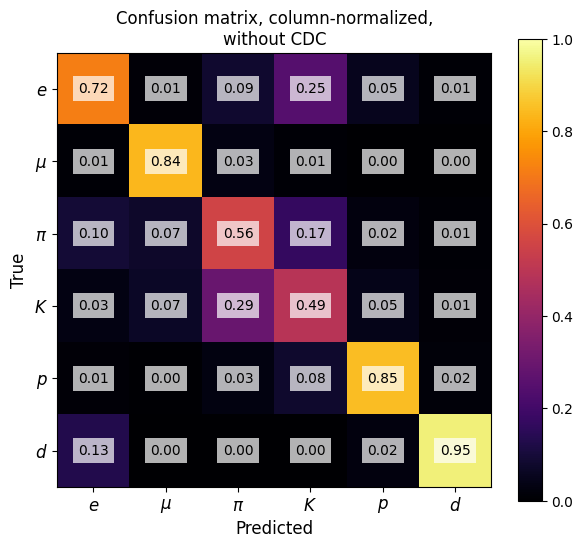 Confusion matrix, column-normalized,
without CDC
True
e 0.72 0.01 0.09 0.25 0.05 0.01
μ 0.01 0.84 0.03 0.01 0.00 0.00
π 0.10 0.07 0.56 0.17 0.02 0.01
K 0.03 0.07 0.29 0.49 0.05 0.01
p 0.01 0.00 0.03 0.08 0.85 0.02
d 0.13 0.00 0.00 0.00 0.02 0.95
e μ π K p d
Predicted
1.0
0.8
0.6
0.4
0.2
0.0